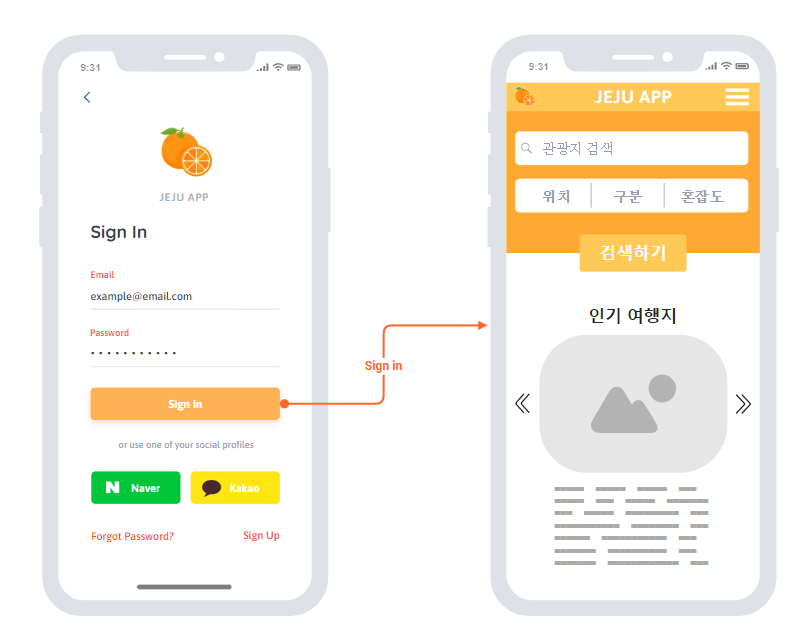 9:31
JEJU APP
Sign In
Email
example@email.com
Password
Sign in
or use one of your social profiles
N Naver
Kakao
Forgot Password?
Sign Up
Sign in
9:31
JEJU APP
관광지 검색
위치
구분
혼잡도
검색하기
인기 여행지